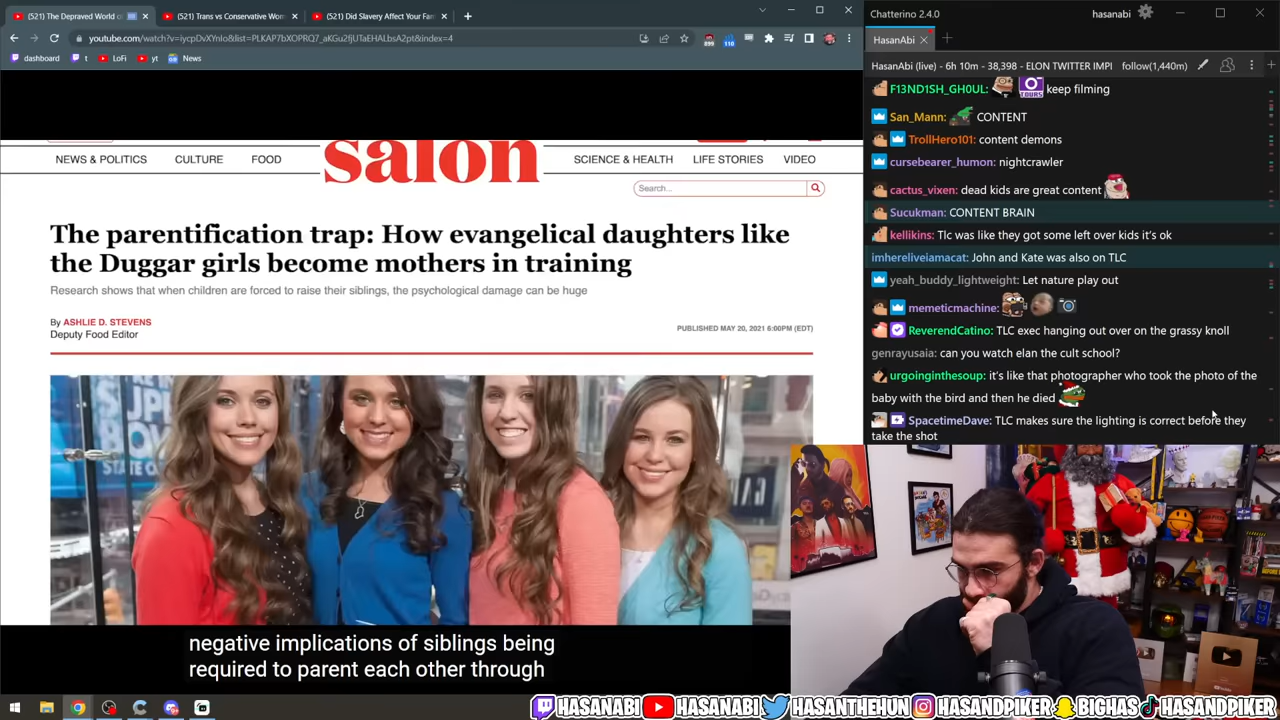 (521) The Depraved World o
(521) Trans vs Conservative Wom
(521) Did Slavery Affect Your Fam
youtube.com/watch?v=iycpDvXYnIo&list=PLKAP7bXOPRQ7_aKGu2fjUTaEHALbsA2pt&index=4
dashboard
t
LoFi
yt
News
NEWS & POLITICS
CULTURE
FOOD
salon
SCIENCE & HEALTH
LIFE STORIES
VIDEO
Search...
The parentification trap: How evangelical daughters like
the Duggar girls become mothers in training
Research shows that when children are forced to raise their siblings, the psychological damage can be huge
By ASHLIE D. STEVENS
Deputy Food Editor
PUBLISHED MAY 20, 2021 6:00PM (EDT)
negative implications of siblings being
required to parent each other through
Chatterino 2.4.0
hasanabi
HasanAbi
HasanAbi (live) - 6h 10m - 38,398 - ELON TWITTER IMPI
follow(1,440m)
F13ND1SH_GH0UL: keep filming
San_Mann: CONTENT
TrollHero101: content demons
cursebearer_humon: nightcrawler
cactus_vixen: dead kids are great content
Sucukman: CONTENT BRAIN
kellikins: Tlc was like they got some left over kids it's ok
imhereliveiamacat: John and Kate was also on TLC
yeah_buddy_lightweight: Let nature play out
memeticmachine:
ReverendCatino: TLC exec hanging out over on the grassy knoll
genrayusaia: can you watch elan the cult school?
urgoinginthesoup: it's like that photographer who took the photo of the
baby with the bird and then he died
SpacetimeDave: TLC makes sure the lighting is correct before they
take the shot
HASANABI
HASANABI
HASANTHEHUN
HASANDPIKER
BIGHAS
HASANDPIKER